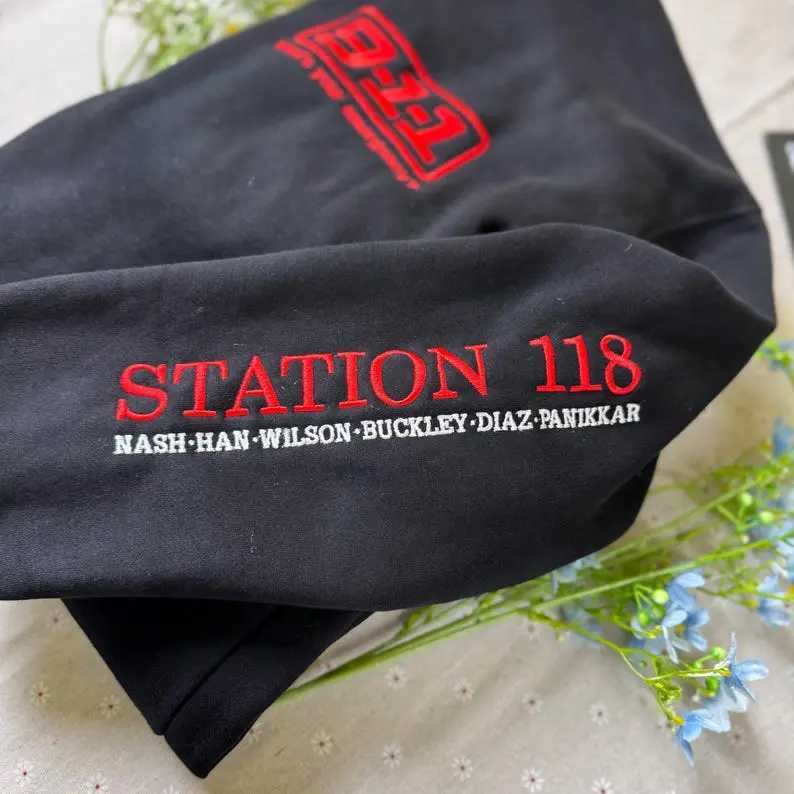 9-1-1
STATION 118
NASH·HAN·WILSON·BUCKLEY·DIAZ·PANIKKAR